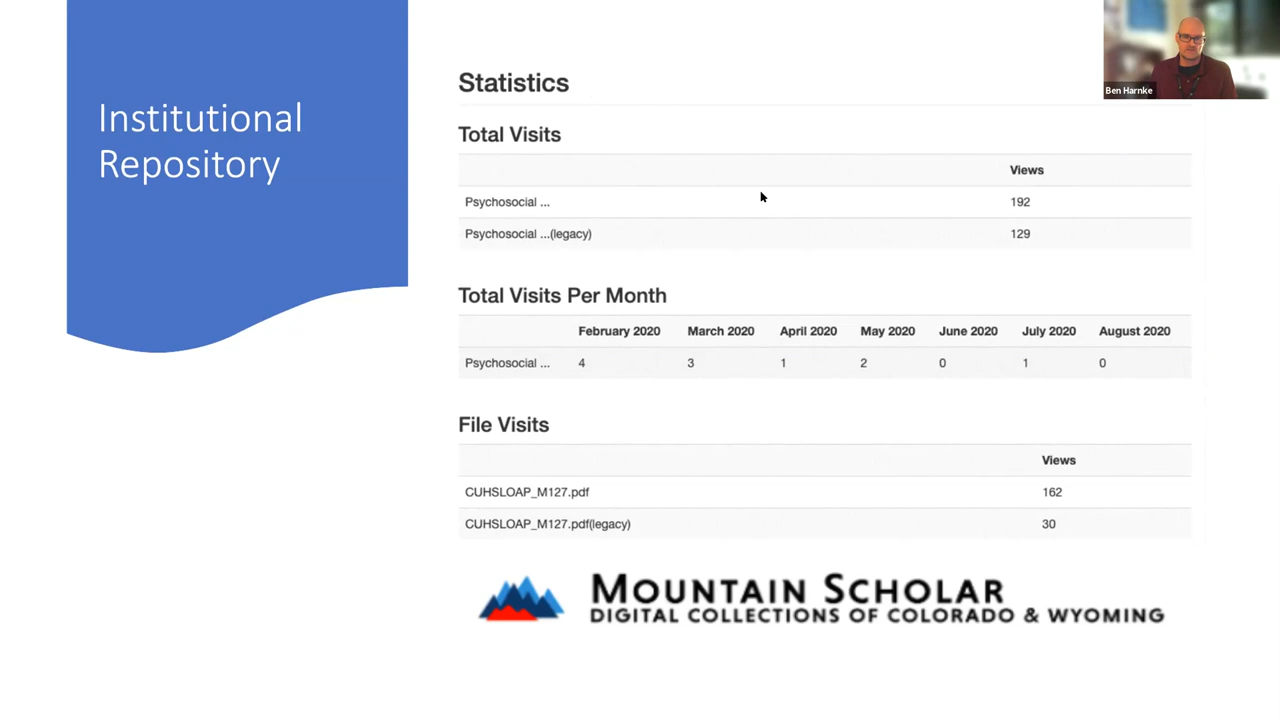 Institutional
Repository
Ben Harnke
Statistics
Total Visits
Views
Psychosocial ... 192
Psychosocial ...(legacy) 129
Total Visits Per Month
February 2020 March 2020 April 2020 May 2020 June 2020 July 2020 August 2020
Psychosocial ... 4 3 1 2 0 1 0
File Visits
Views
CUHSLOAP_M127.pdf 162
CUHSLOAP_M127.pdf(legacy) 30
MOUNTAIN SCHOLAR
DIGITAL COLLECTIONS OF COLORADO & WYOMING